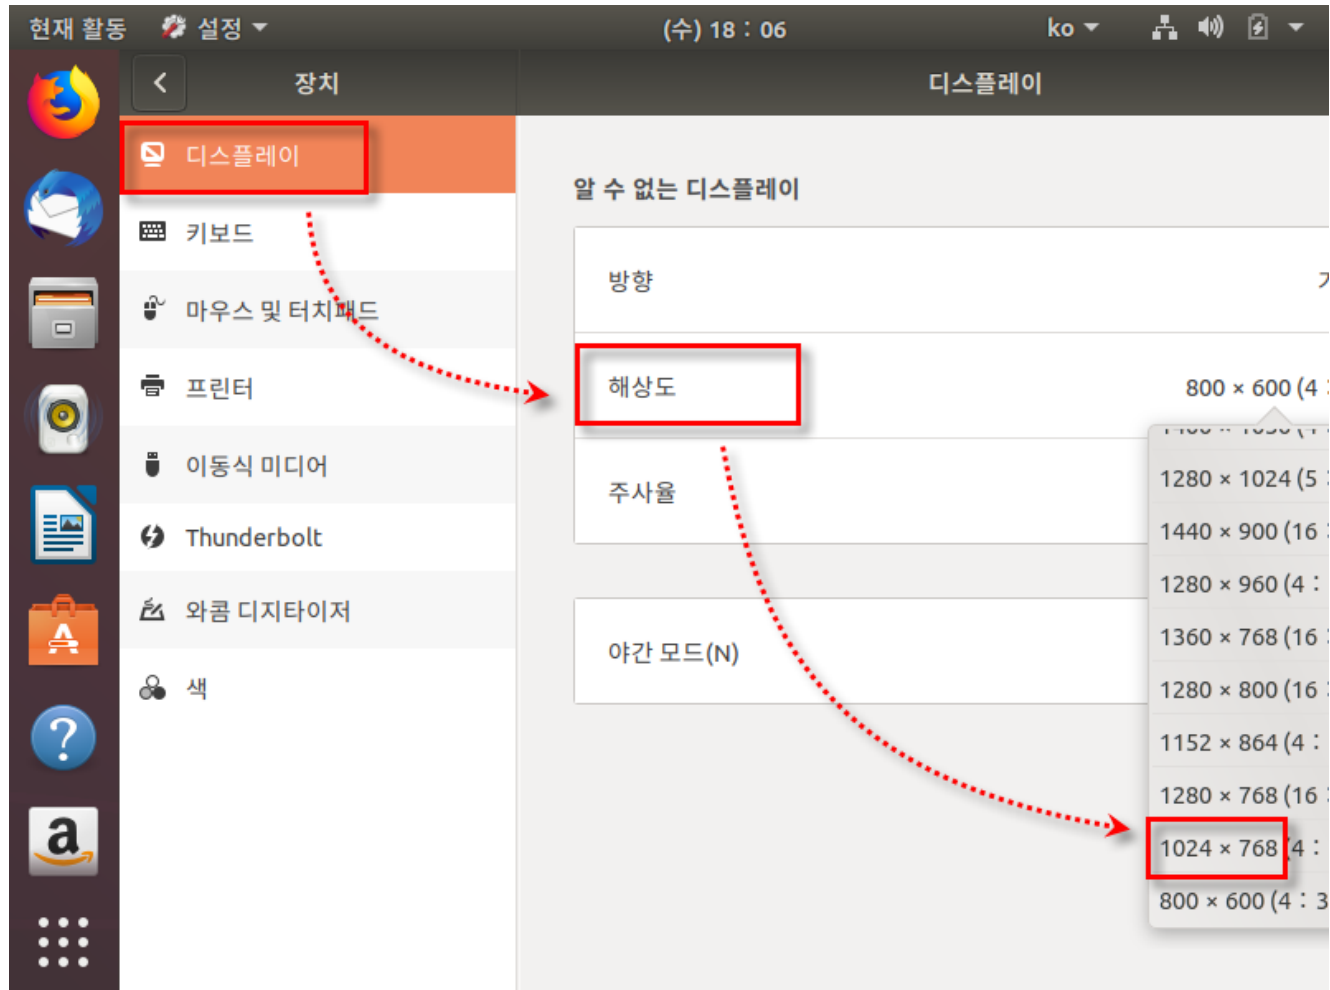 현재 활동 설정 (수) 18 : 06 ko
장치 디스플레이
디스플레이
키보드
마우스 및 터치패드
프린터
이동식 미디어
Thunderbolt
와콤 디지타이저
색
알 수 없는 디스플레이
방향
해상도 800 × 600 (4 :
주사율
야간 모드(N)
1280 × 1024 (5 :
1440 × 900 (16 :
1280 × 960 (4 :
1360 × 768 (16 :
1280 × 800 (16 :
1152 × 864 (4 :
1280 × 768 (16 :
1024 × 768 (4 :
800 × 600 (4 : 3